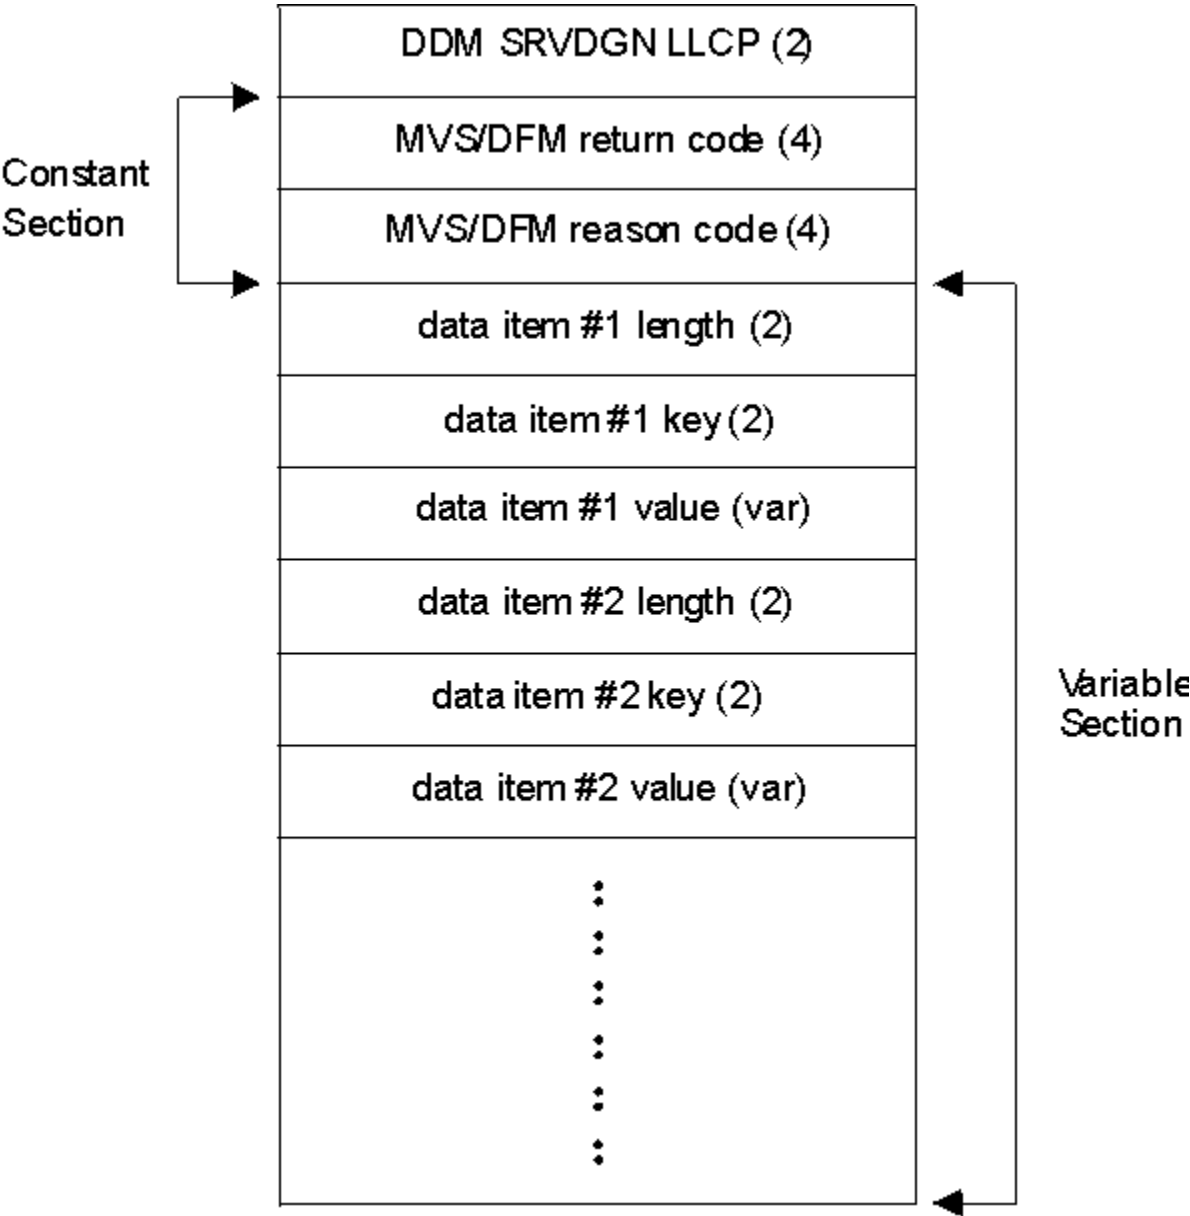 DDM SRVDGN LLCP (2)
MVS/DFM return code (4)
Constant
Section
MVS/DFM reason code (4)
data item #1 length (2)
data item #1 key (2)
data item #1 value (var)
data item #2 length (2)
data item #2 key (2)
Variable
Section
data item #2 value (var)